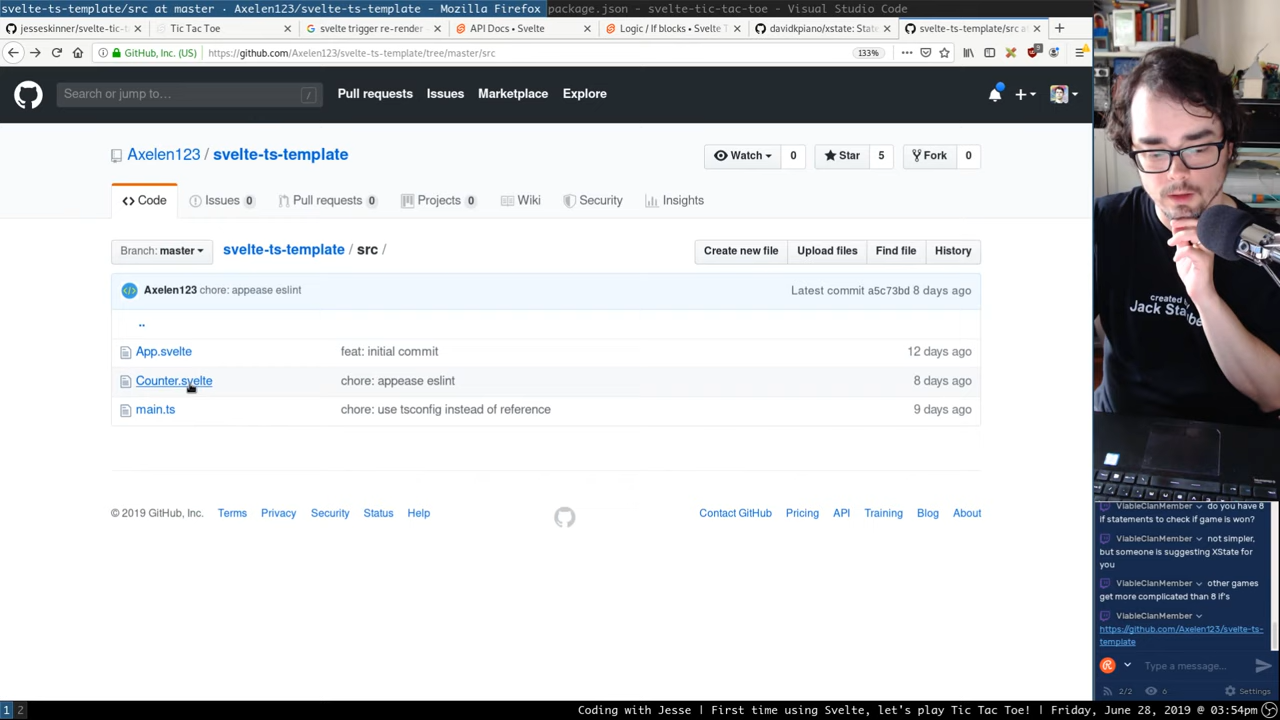 svelte-ts-template/src at master · Axelen123/svelte-ts-template - Mozilla Firefox
package.json - svelte-tic-tac-toe - Visual Studio Code
jesseskinner/svelte-tic-t
Tic Tac Toe
svelte trigger re-render
API Docs • Svelte
Logic / If blocks • Svelte T
davidkpiano/xstate: State
svelte-ts-template/src at
GitHub, Inc. (US)
https://github.com/Axelen123/svelte-ts-template/tree/master/src
133%
Search or jump to…
/
Pull requests
Issues
Marketplace
Explore
Axelen123 / svelte-ts-template
Watch 0
Star 5
Fork 0
Code
Issues 0
Pull requests 0
Projects 0
Wiki
Security
Insights
Branch: master
svelte-ts-template / src /
Create new file
Upload files
Find file
History
Axelen123 chore: appease eslint
Latest commit a5c73bd 8 days ago
..
App.svelte feat: initial commit 12 days ago
Counter.svelte chore: appease eslint 8 days ago
main.ts chore: use tsconfig instead of reference 9 days ago
© 2019 GitHub, Inc.
Terms
Privacy
Security
Status
Help
Contact GitHub
Pricing
API
Training
Blog
About
created by
Jack Stauber
ViableClanMember do you have 8
if statements to check if game is won?
ViableClanMember not simpler,
but someone is suggesting XState for
you
ViableClanMember other games
get more complicated than 8 if's
ViableClanMember
https://github.com/Axelen123/svelte-ts-
template
Type a message...
2/2
6
Settings
1 2
Coding with Jesse | First time using Svelte, let's play Tic Tac Toe! | Friday, June 28, 2019 @ 03:54pm